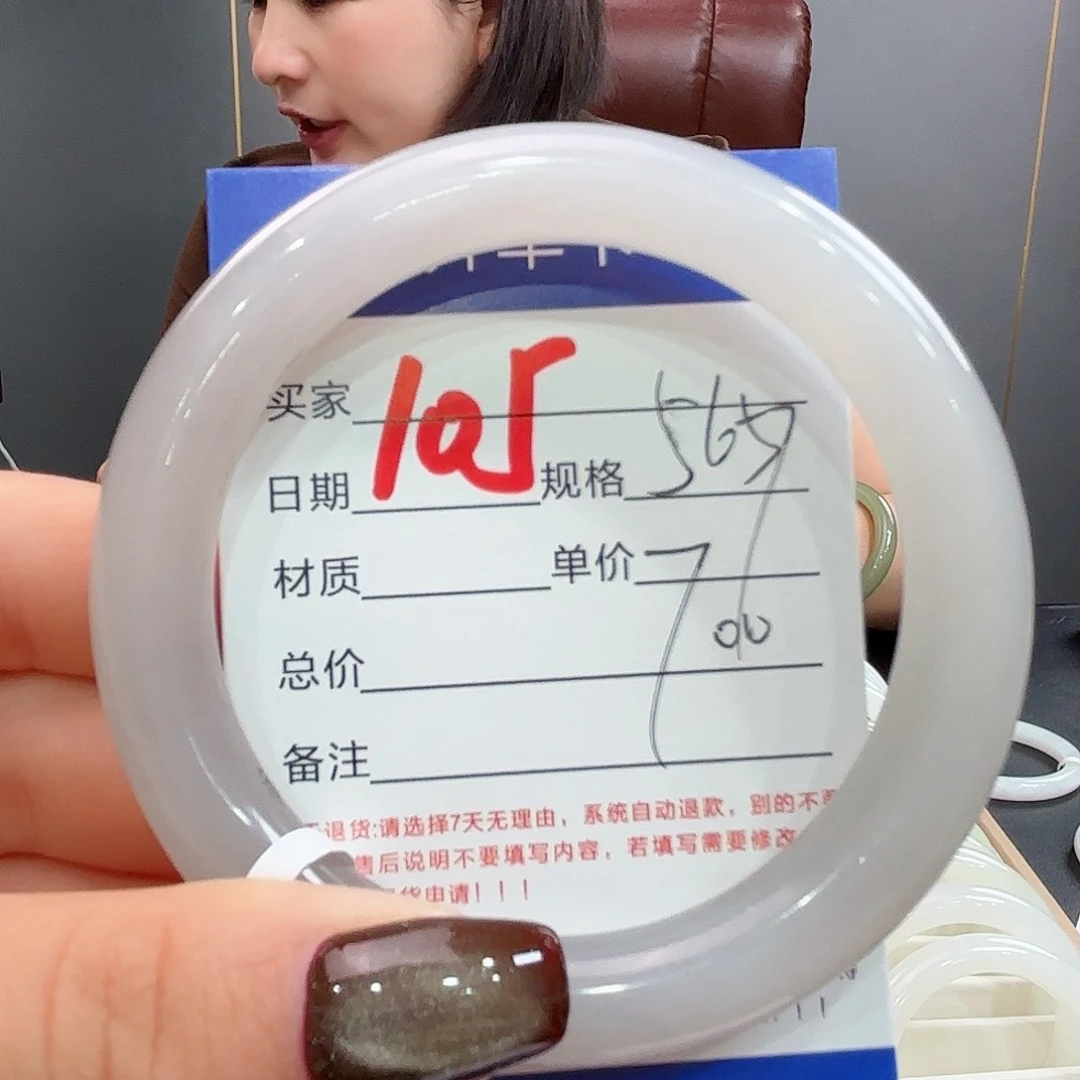 买家 105
日期 规格 565
材质 单价 700
总价
备注
退货:请选择7天无理由，系统自动退款，别的不要
售后说明不要填写内容，若填写需要修改
货申请！！！